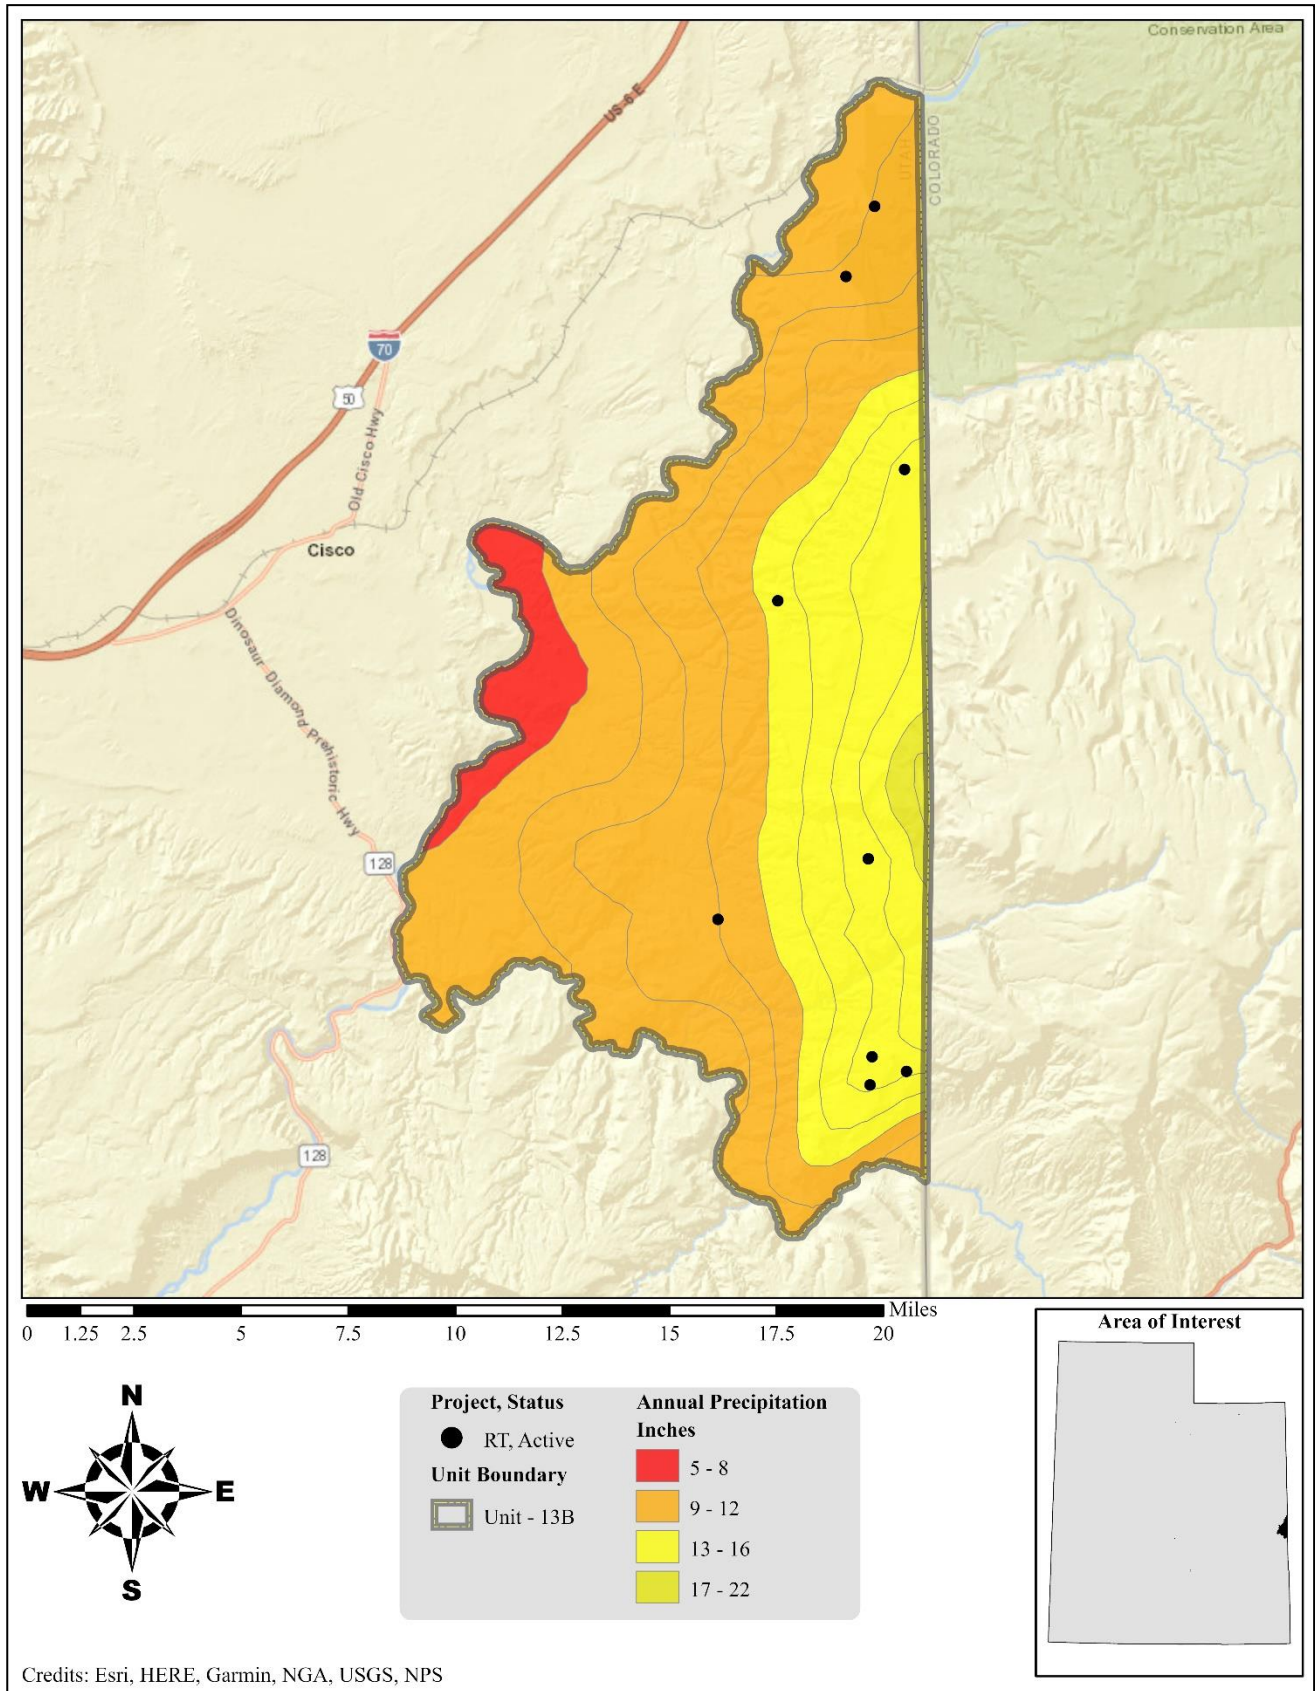 Conservation Area
US-6 E
UTAH
COLORADO
70
50
Old Cisco Hwy
Cisco
Dinosaur Diamond Prehistoric Hwy
128
128
Miles
0 1.25 2.5 5 7.5 10 12.5 15 17.5 20
Area of Interest
N
W E
S
Project, Status
RT, Active
Unit Boundary
Unit - 13B
Annual Precipitation
Inches
5 - 8
9 - 12
13 - 16
17 - 22
Credits: Esri, HERE, Garmin, NGA, USGS, NPS